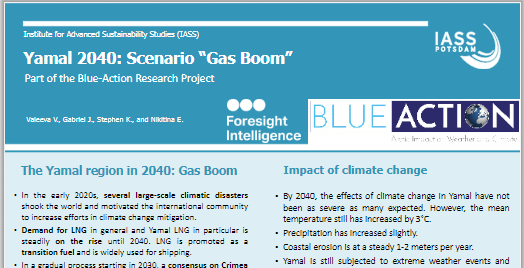 Institute for Advanced Sustainability Studies (IASS)
Yamal 2040: Scenario “Gas Boom”
Part of the Blue-Action Research Project
IASS
POTSDAM
Valeeva V., Gabriel J., Stephen K., and Nikitina E.
Foresight
Intelligence
BLUE ACTION
Arctic Impact on Weather and Climate
The Yamal region in 2040: Gas Boom
• In the early 2020s, several large-scale climatic disasters
shook the world and motivated the international community
to increase efforts in climate change mitigation.
• Demand for LNG in general and Yamal LNG in particular is
steadily on the rise until 2040. LNG is promoted as a
transition fuel and is widely used for shipping.
• In a gradual process starting in 2030, a consensus on Crimea
Impact of climate change
• By 2040, the effects of climate change in Yamal have not
been as severe as many expected. However, the mean
temperature still has increased by 3°C.
• Precipitation has increased slightly.
• Coastal erosion is at a steady 1-2 meters per year.
• Yamal is still subjected to extreme weather events and